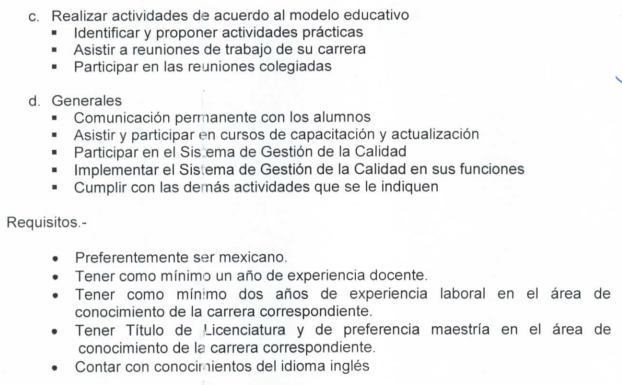 c. Realizar actividades de acuerdo al modelo educativo
▪ Identificar y proponer actividades prácticas
▪ Asistir a reuniones de trabajo de su carrera
▪ Participar en las reuniones colegiadas
d. Generales
▪ Comunicación permanente con los alumnos
▪ Asistir y participar en cursos de capacitación y actualización
▪ Participar en el Sistema de Gestión de la Calidad
▪ Implementar el Sistema de Gestión de la Calidad en sus funciones
▪ Cumplir con las demás actividades que se le indiquen
Requisitos.-
• Preferentemente ser mexicano.
• Tener como mínimo un año de experiencia docente.
• Tener como mínimo dos años de experiencia laboral en el área de
conocimiento de la carrera correspondiente.
• Tener Título de Licenciatura y de preferencia maestría en el área de
conocimiento de la carrera correspondiente.
• Contar con conocimientos del idioma inglés